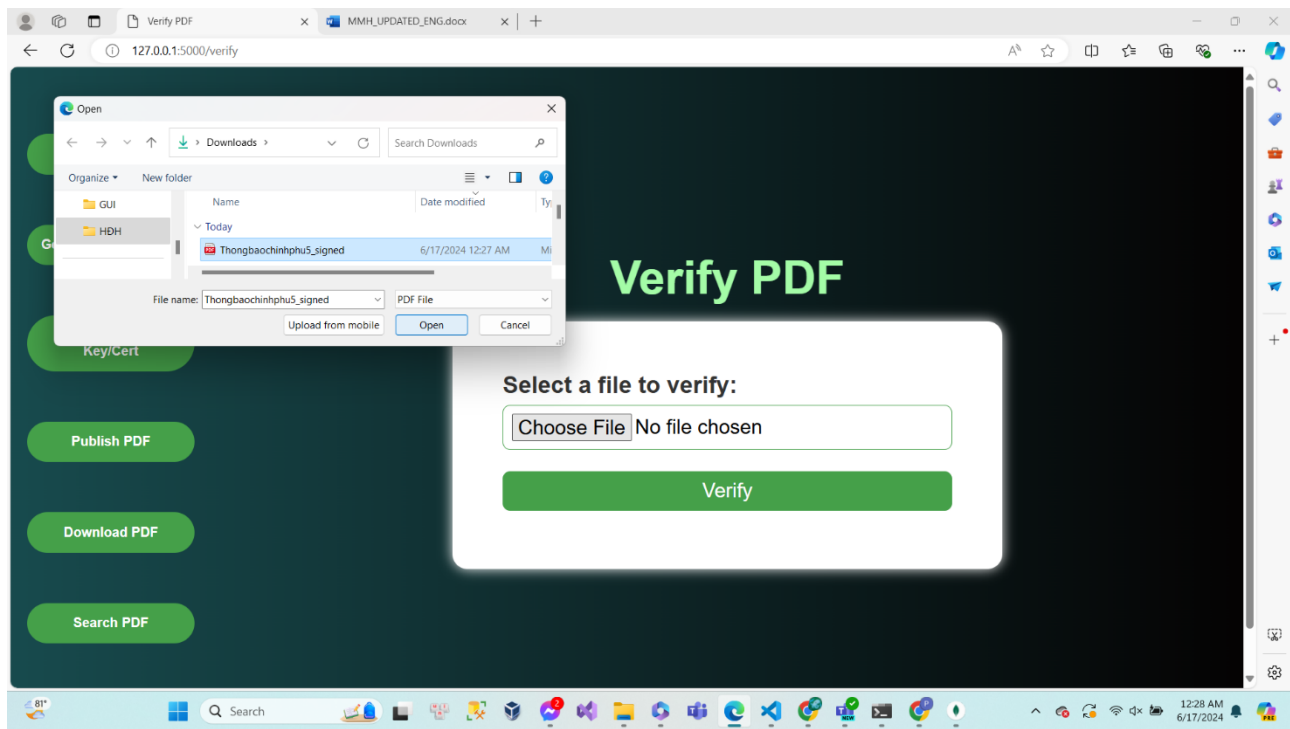 Verify PDF
MMH_UPDATED_ENG.docx
127.0.0.1:5000/verify
Open
Downloads
Search Downloads
Organize
New folder
GUI
HĐH
Name
Date modified
Today
Thongbaochinhphu5_signed
6/17/2024 12:27 AM
Mi
File name:
Thongbaochinhphu5_signed
PDF File
Upload from mobile
Open
Cancel
Key/Cert
Publish PDF
Download PDF
Search PDF
Verify PDF
Select a file to verify:
Choose File No file chosen
Verify
81°
Search
12:28 AM
6/17/2024